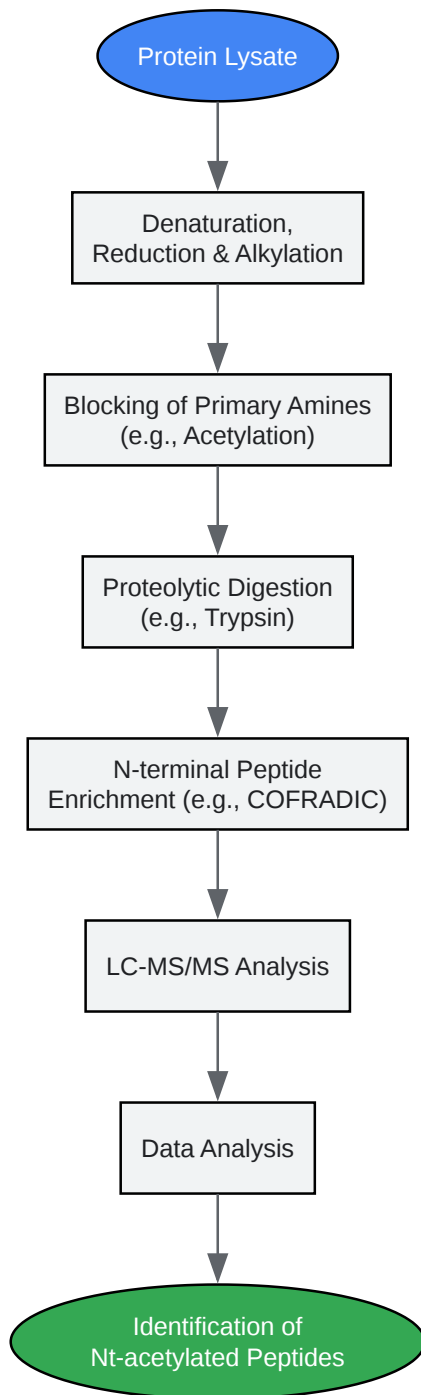 Protein Lysate
Denaturation,
Reduction & Alkylation
Blocking of Primary Amines
(e.g., Acetylation)
Proteolytic Digestion
(e.g., Trypsin)
N-terminal Peptide
Enrichment (e.g., COFRADIC)
LC-MS/MS Analysis
Data Analysis
Identification of
Nt-acetylated Peptides